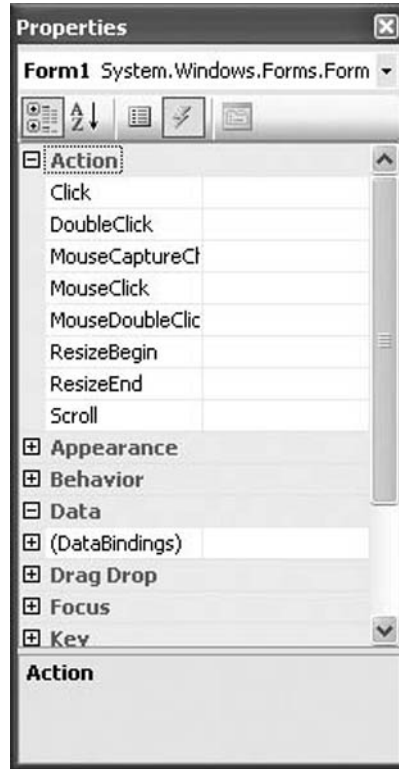 Properties
Form1 System.Windows.Forms.Form
Action
Click
DoubleClick
MouseCaptureCh
MouseClick
MouseDoubleClic
ResizeBegin
ResizeEnd
Scroll
Appearance
Behavior
Data
(DataBindings)
Drag Drop
Focus
Key
Action